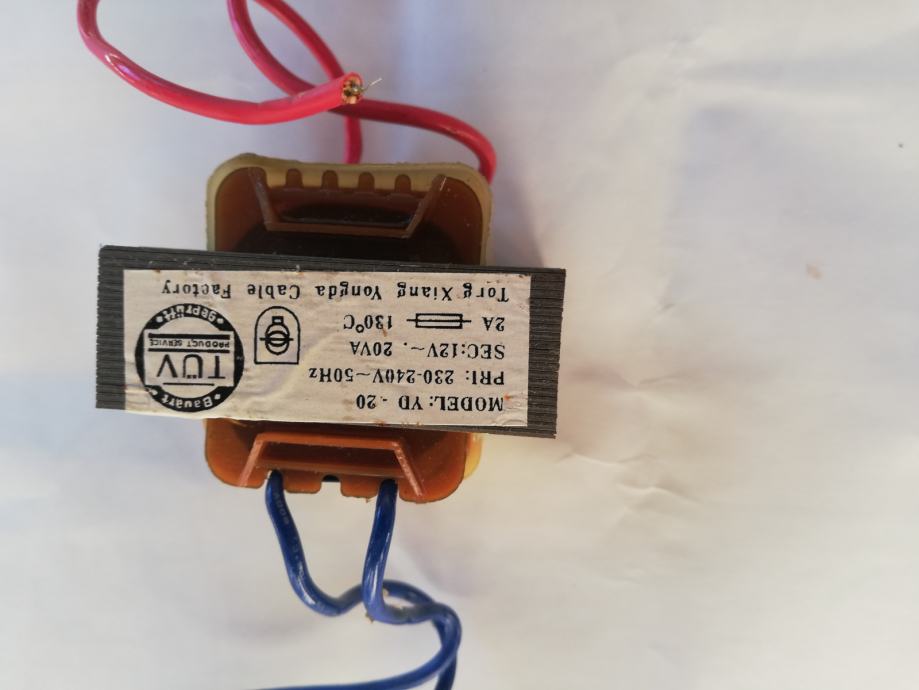 MODEL: YD - 20
PRI: 230-240V~50Hz
SEC:12V~. 20VA
2A 130°C
Torg Xiang Yongda Cable Factory
Bauart
TÜV
PRODUCT SERVICE
geprüft